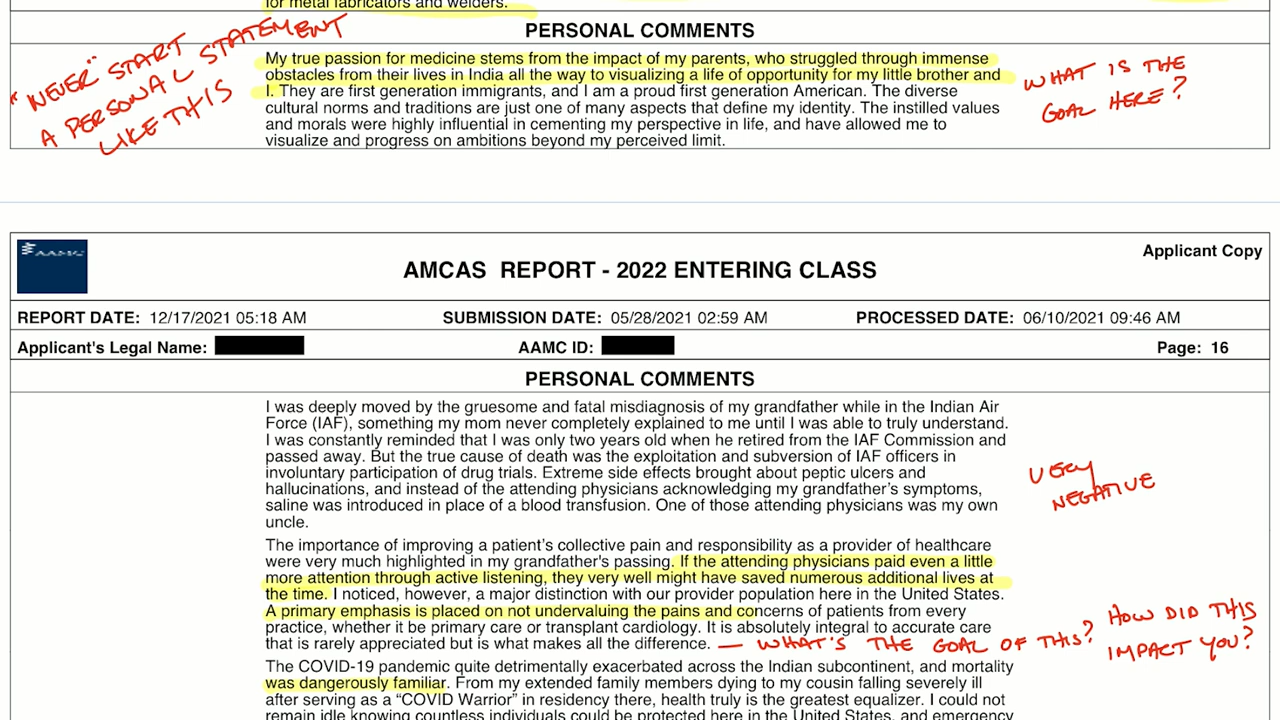 for metal fabricators and welders.
PERSONAL COMMENTS
"NEVER" START
A PERSONAL STATEMENT
LIKE THIS
My true passion for medicine stems from the impact of my parents, who struggled through immense
obstacles from their lives in India all the way to visualizing a life of opportunity for my little brother and
I. They are first generation immigrants, and I am a proud first generation American. The diverse
cultural norms and traditions are just one of many aspects that define my identity. The instilled values
and morals were highly influential in cementing my perspective in life, and have allowed me to
visualize and progress on ambitions beyond my perceived limit.
WHAT IS THE
GOAL HERE?
AAMC
AMCAS REPORT - 2022 ENTERING CLASS
Applicant Copy
REPORT DATE: 12/17/2021 05:18 AM SUBMISSION DATE: 05/28/2021 02:59 AM PROCESSED DATE: 06/10/2021 09:46 AM
Applicant's Legal Name: AAMC ID: Page: 16
PERSONAL COMMENTS
I was deeply moved by the gruesome and fatal misdiagnosis of my grandfather while in the Indian Air
Force (IAF), something my mom never completely explained to me until I was able to truly understand.
I was constantly reminded that I was only two years old when he retired from the IAF Commission and
passed away. But the true cause of death was the exploitation and subversion of IAF officers in
involuntary participation of drug trials. Extreme side effects brought about peptic ulcers and
hallucinations, and instead of the attending physicians acknowledging my grandfather's symptoms,
saline was introduced in place of a blood transfusion. One of those attending physicians was my own
uncle.
VERY
NEGATIVE
The importance of improving a patient's collective pain and responsibility as a provider of healthcare
were very much highlighted in my grandfather's passing. If the attending physicians paid even a little
more attention through active listening, they very well might have saved numerous additional lives at
the time. I noticed, however, a major distinction with our provider population here in the United States.
A primary emphasis is placed on not undervaluing the pains and concerns of patients from every
practice, whether it be primary care or transplant cardiology. It is absolutely integral to accurate care
that is rarely appreciated but is what makes all the difference. — WHAT'S THE GOAL OF THIS?
HOW DID THIS
IMPACT YOU?
The COVID-19 pandemic quite detrimentally exacerbated across the Indian subcontinent, and mortality
was dangerously familiar. From my extended family members dying to my cousin falling severely ill
after serving as a “COVID Warrior” in residency there, health truly is the greatest equalizer. I could not
remain idle knowing countless individuals could be protected here in the United States, and emergency